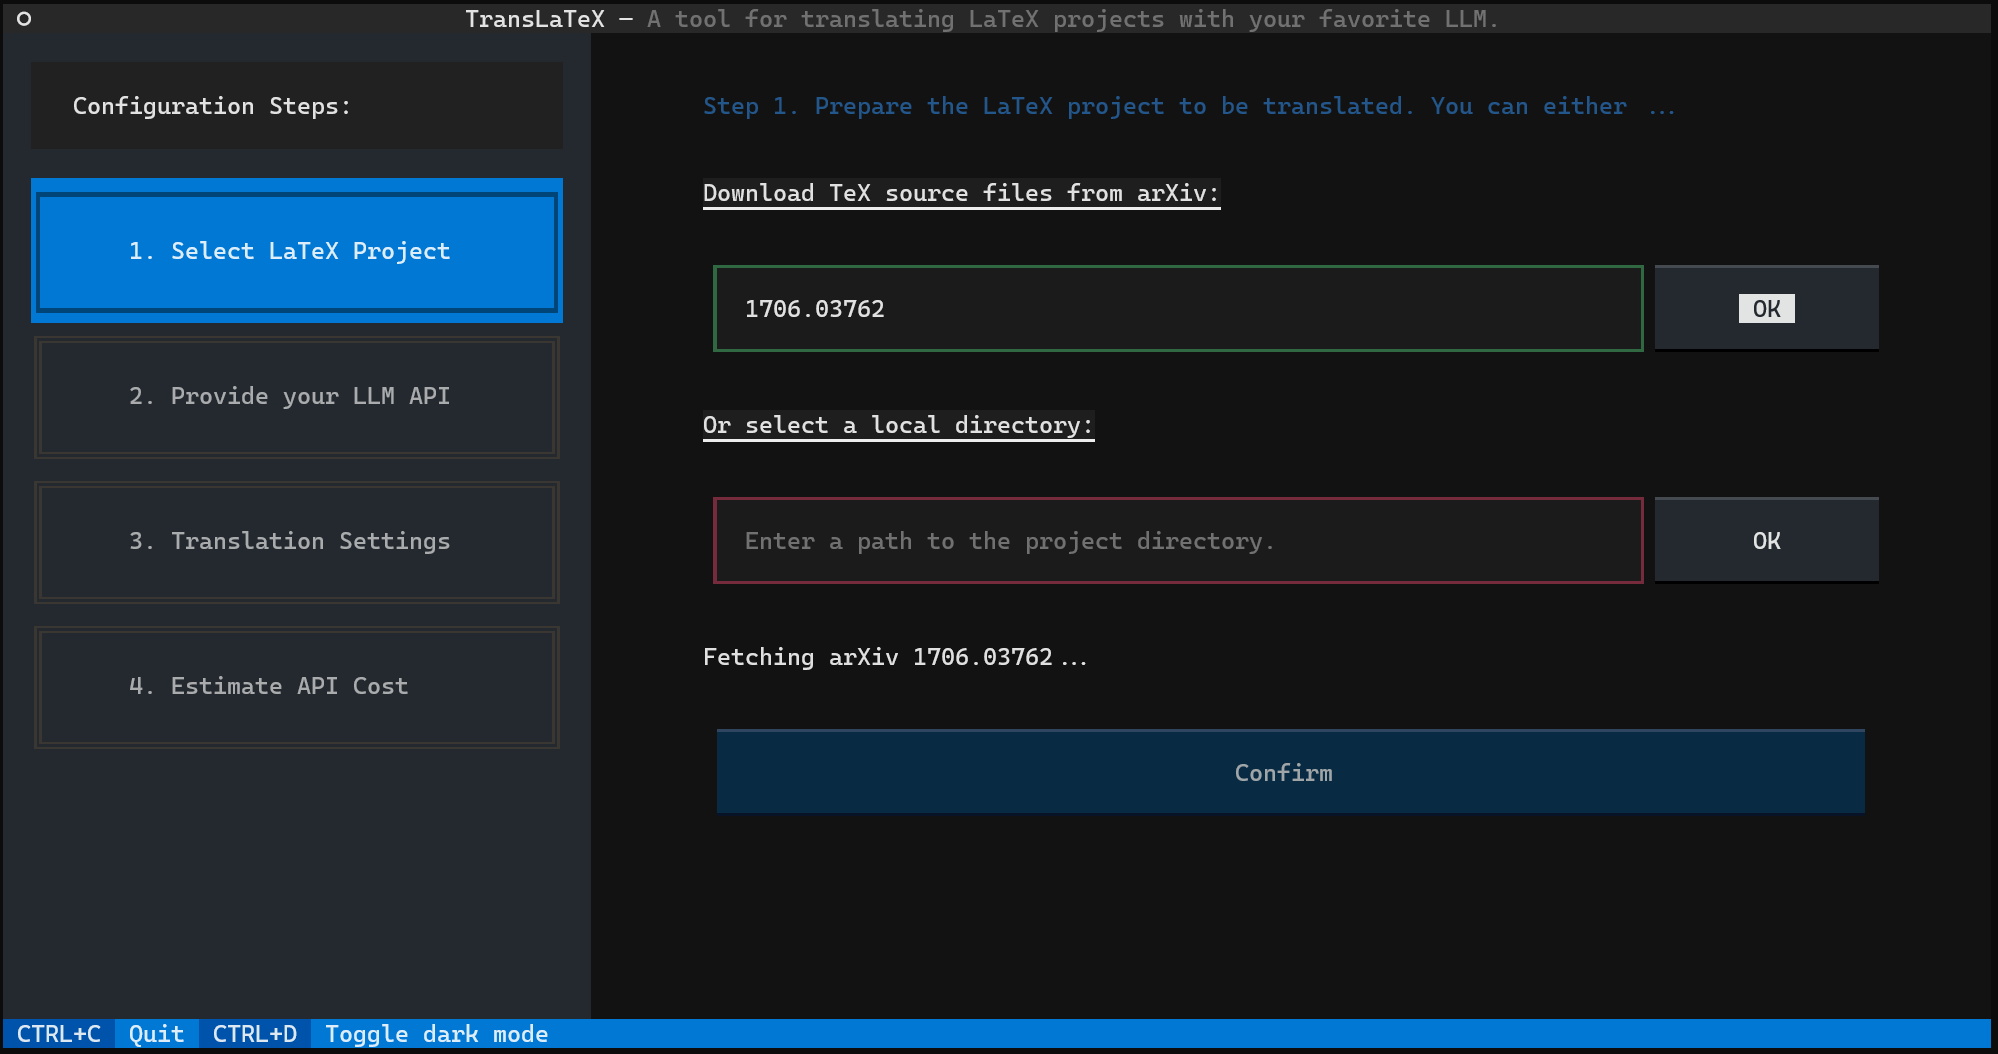 TransLaTeX — A tool for translating LaTeX projects with your favorite LLM.
Configuration Steps:
1. Select LaTeX Project
2. Provide your LLM API
3. Translation Settings
4. Estimate API Cost
Step 1. Prepare the LaTeX project to be translated. You can either ...
Download TeX source files from arXiv:
1706.03762
OK
Or select a local directory:
Enter a path to the project directory.
OK
Fetching arXiv 1706.03762...
Confirm
CTRL+C Quit CTRL+D Toggle dark mode